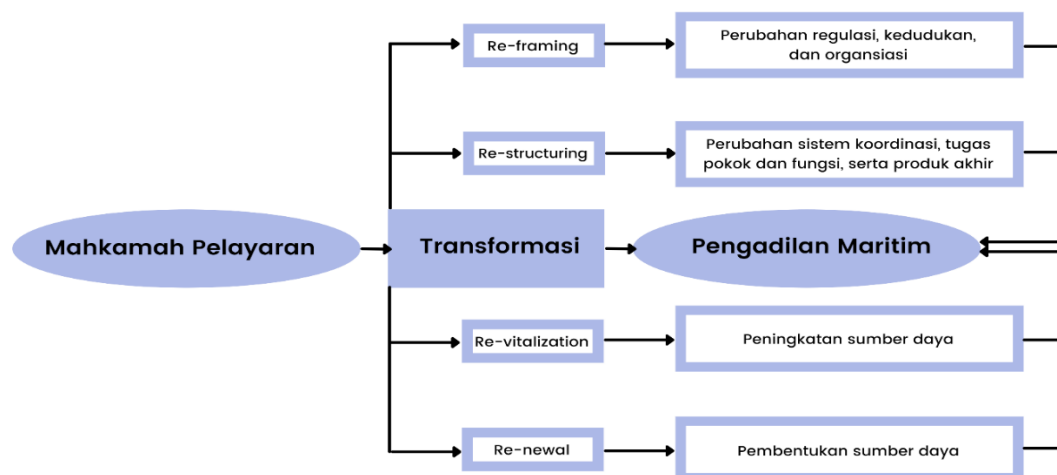 Re-framing
Perubahan regulasi, kedudukan,
dan organsiasi
Re-structuring
Perubahan sistem koordinasi, tugas
pokok dan fungsi, serta produk akhir
Mahkamah Pelayaran
Transformasi
Pengadilan Maritim
Re-vitalization
Peningkatan sumber daya
Re-newal
Pembentukan sumber daya